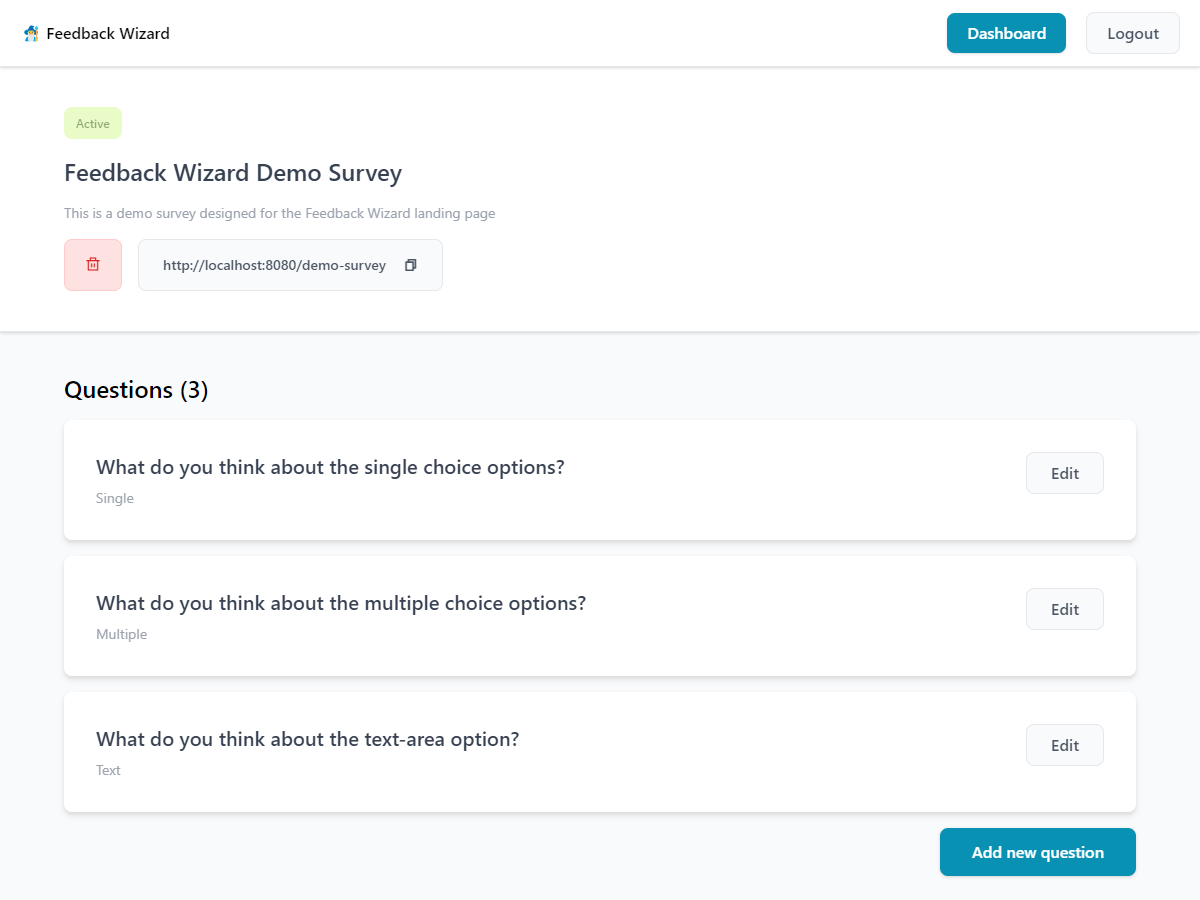 Feedback Wizard
Dashboard
Logout
Active
Feedback Wizard Demo Survey
This is a demo survey designed for the Feedback Wizard landing page
http://localhost:8080/demo-survey
Questions (3)
What do you think about the single choice options?
Edit
Single
What do you think about the multiple choice options?
Edit
Multiple
What do you think about the text-area option?
Edit
Text
Add new question